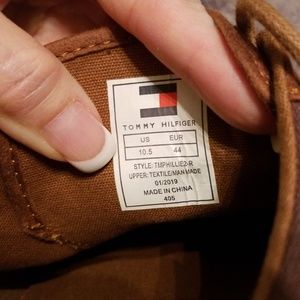 TOMMY HILFIGER
US EUR
10.5 44
STYLE: TMPHILLIE2-R
UPPER: TEXTILE/MAN MADE
01/2019
MADE IN CHINA
405